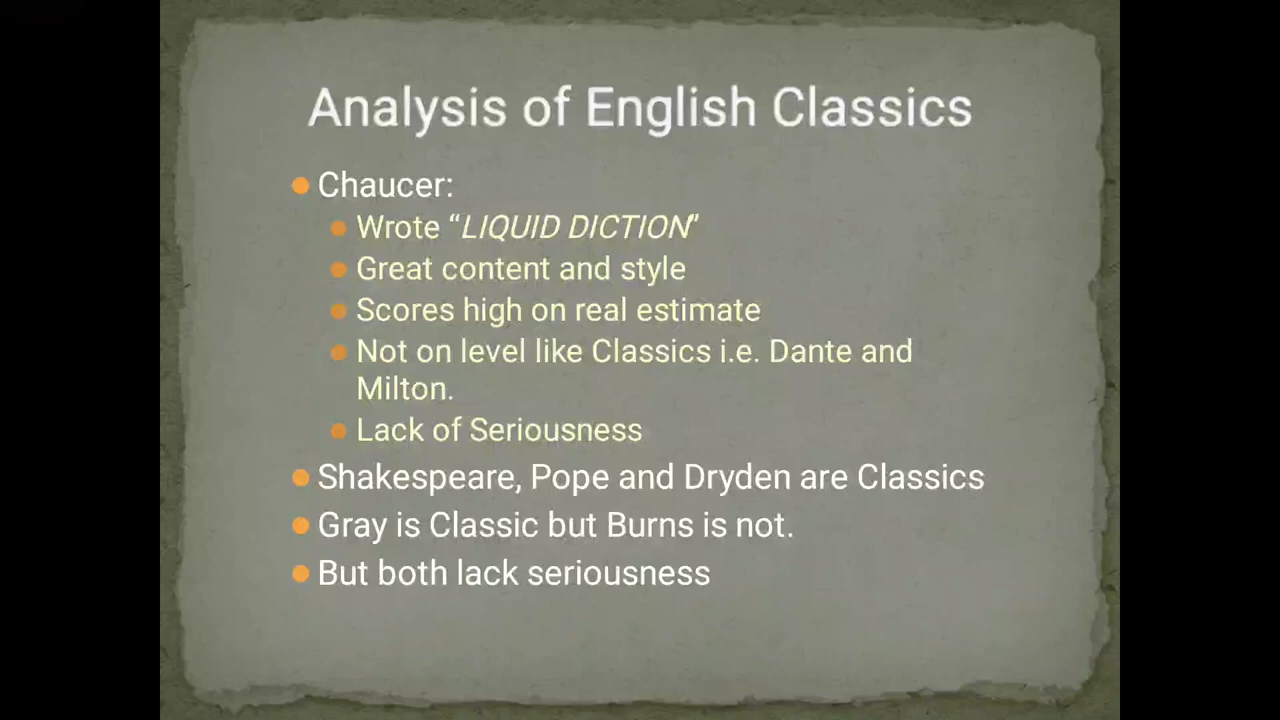 Analysis of English Classics
Chaucer:
Wrote “LIQUID DICTION”
Great content and style
Scores high on real estimate
Not on level like Classics i.e. Dante and
Milton.
Lack of Seriousness
Shakespeare, Pope and Dryden are Classics
Gray is Classic but Burns is not.
But both lack seriousness